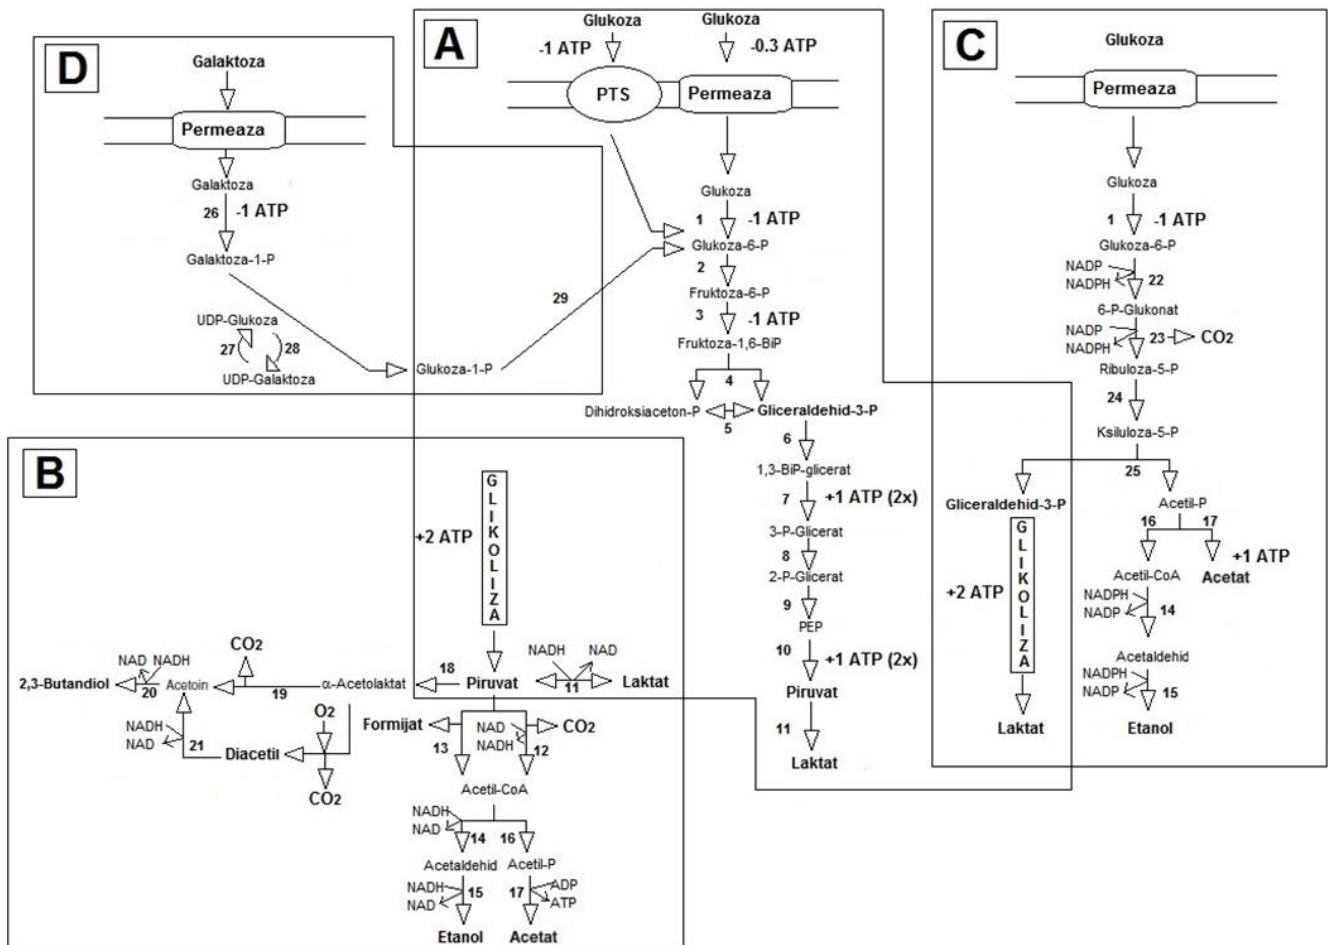 D
Galaktoza
Permeaza
Galaktoza
26
-1 ATP
Galaktoza-1-P
UDP-Glukoza
27
28
UDP-Galaktoza
29
Glukoza-1-P
A
Glukoza
Glukoza
-1 ATP
-0.3 ATP
PTS
Permeaza
Glukoza
1
-1 ATP
Glukoza-6-P
2
Fruktoza-6-P
3
-1 ATP
Fruktoza-1,6-BiP
4
Dihidroksiaceton-P
Gliceraldehid-3-P
5
6
1,3-BiP-glicerat
7
+1 ATP (2x)
3-P-Glicerat
8
2-P-Glicerat
9
PEP
10
+1 ATP (2x)
Piruvat
11
Laktat
C
Glukoza
Permeaza
Glukoza
1
-1 ATP
Glukoza-6-P
NADP
NADPH
22
6-P-Glukonat
NADP
NADPH
23
CO2
Ribuloza-5-P
24
Ksiluloza-5-P
25
Gliceraldehid-3-P
GLIKOLIZA
+2 ATP
Laktat
Acetil-P
16
17
+1 ATP
Acetil-CoA
Acetat
NADPH
NADP
14
Acetaldehid
NADPH
NADP
15
Etanol
B
+2 ATP
GLIKOLIZA
CO2
NAD
NADH
2,3-Butandiol
20
Acetoin
19
α-Acetolaktat
18
Piruvat
NADH
NAD
11
Laktat
O2
NADH
NAD
21
Diacetil
CO2
Formijat
13
NAD
NADH
12
CO2
Acetil-CoA
NADH
NAD
14
16
Acetaldehid
Acetil-P
NADH
NAD
15
17
ADP
ATP
Etanol
Acetat